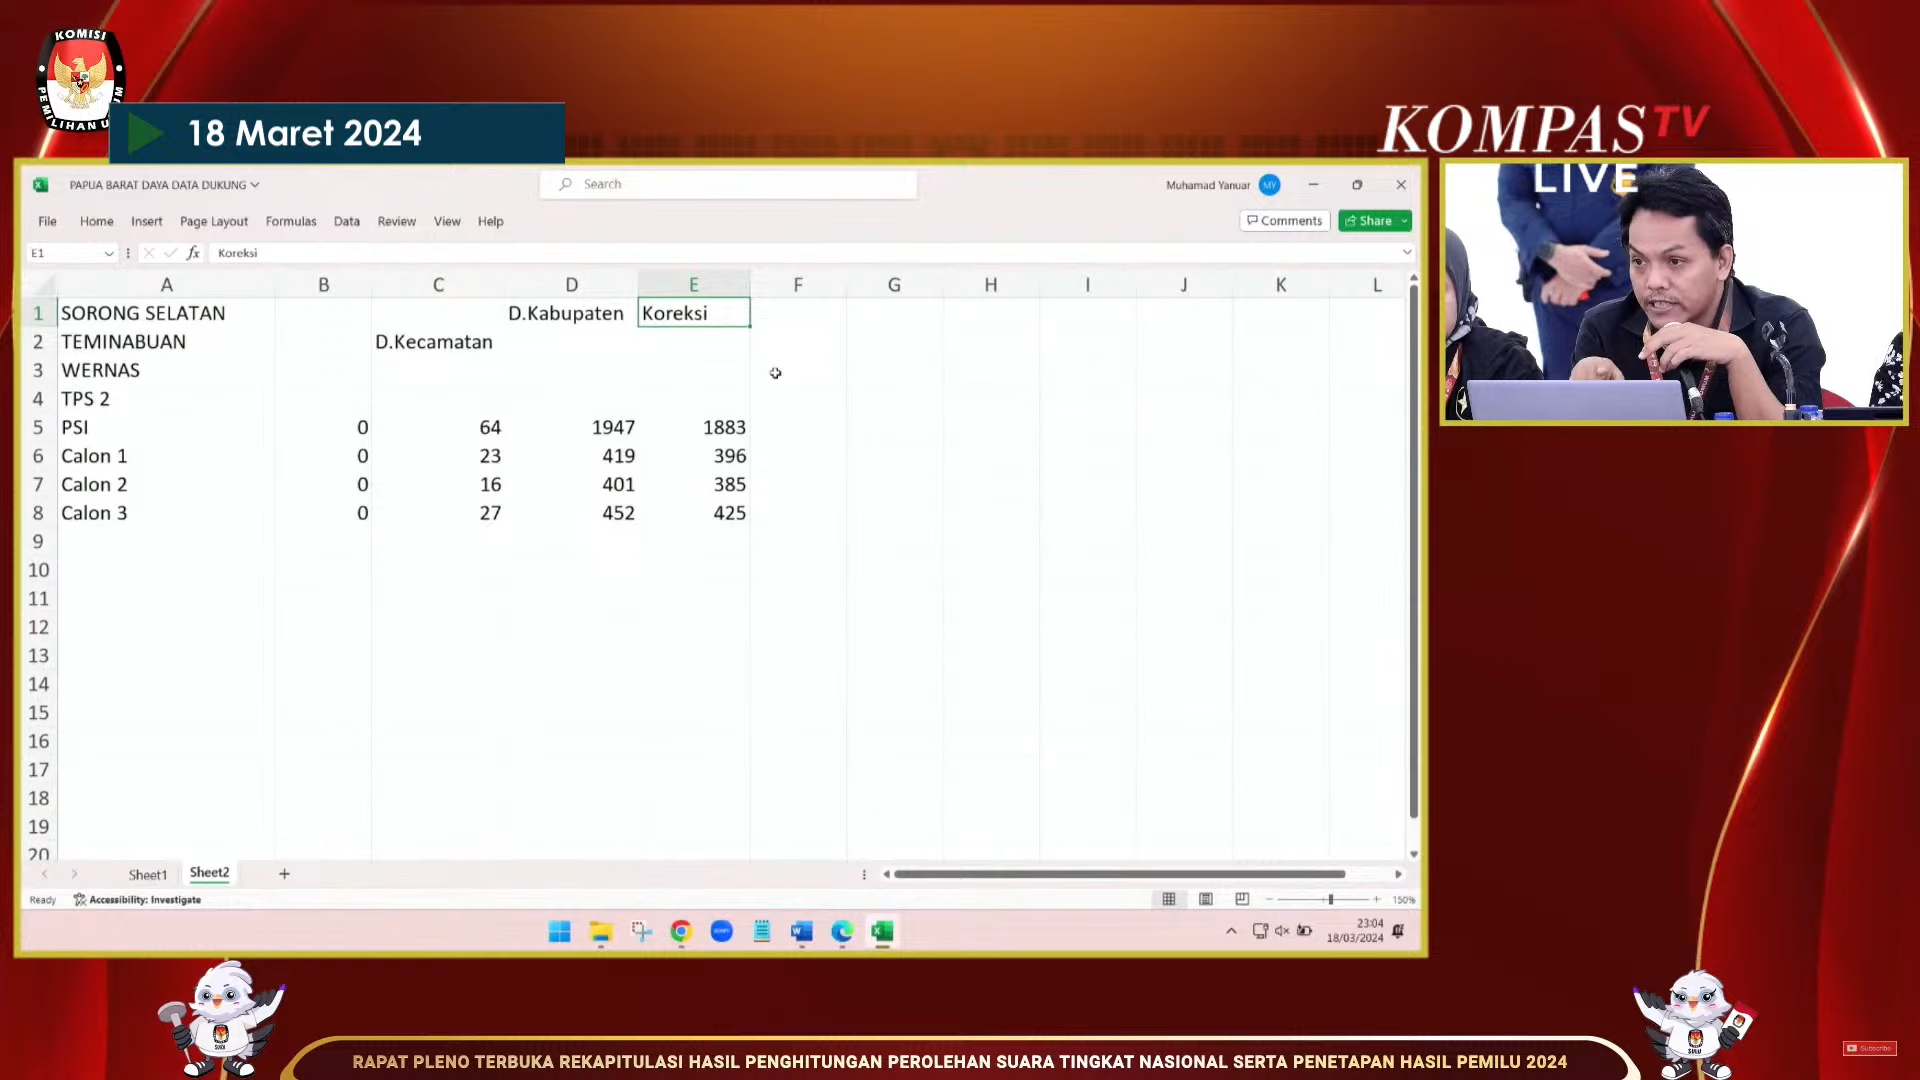 KOMISI
PEMILIHAN U
18 Maret 2024
KOMPAS TV
LIVE
PAPUA BARAT DAYA DATA DUKUNG
Search
Muhamad Yanuar
MY
File Home Insert Page Layout Formulas Data Review View Help
Comments
Share
E1
fx
Koreksi
A B C D E F G H I J K L
1 SORONG SELATAN D.Kabupaten Koreksi
2 TEMINABUAN D.Kecamatan
3 WERNAS
4 TPS 2
5 PSI 0 64 1947 1883
6 Calon 1 0 23 419 396
7 Calon 2 0 16 401 385
8 Calon 3 0 27 452 425
9
10
11
12
13
14
15
16
17
18
19
20
Sheet1 Sheet2 +
Ready Accessibility: Investigate
150%
zoom
W
23:04
18/03/2024
SULU
RAPAT PLENO TERBUKA REKAPITULASI HASIL PENGHITUNGAN PEROLEHAN SUARA TINGKAT NASIONAL SERTA PENETAPAN HASIL PEMILU 2024
Subscribe